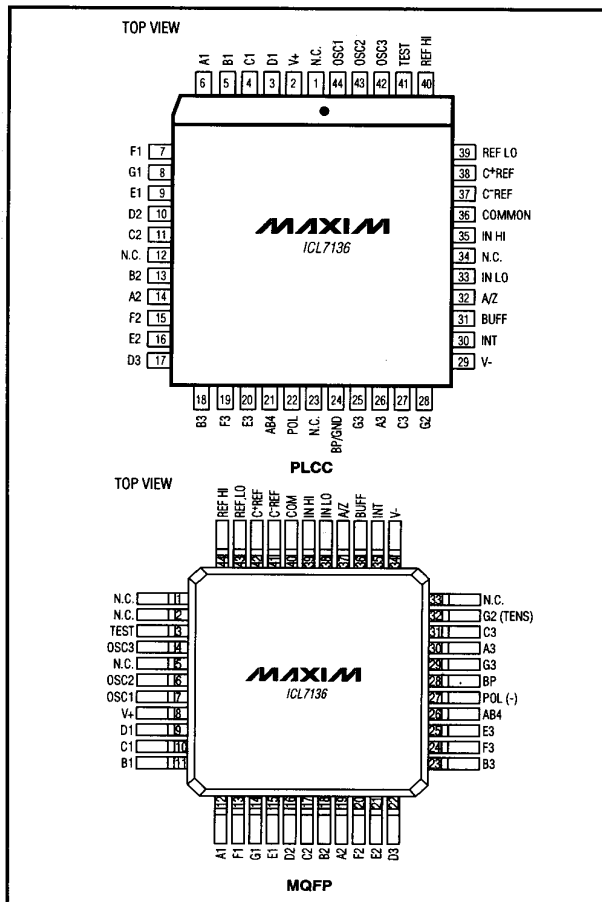 TOP VIEW
A1 B1 C1 D1 V+ N.C. OSC1 OSC2 OSC3 TEST REF HI
6 5 4 3 2 1 44 43 42 41 40
F1 7
G1 8
E1 9
D2 10
C2 11
N.C. 12
B2 13
A2 14
F2 15
E2 16
D3 17
MAXIM
ICL7136
39 REF LO
38 C+REF
37 C-REF
36 COMMON
35 IN HI
34 N.C.
33 IN LO
32 A/Z
31 BUFF
30 INT
29 V-
18 19 20 21 22 23 24 25 26 27 28
B3 F3 E3 AB4 POL N.C. BP/GND G3 A3 C3 G2
PLCC
TOP VIEW
REF HI REF LO C+REF C-REF COM IN HI IN LO A/Z BUFF INT V-
44 43 42 41 40 39 38 37 36 35 34
N.C. 1
N.C. 2
TEST 3
OSC3 4
N.C. 5
OSC2 6
OSC1 7
V+ 8
D1 9
C1 10
B1 11
MAXIM
ICL7136
33 N.C.
32 G2 (TENS)
31 C3
30 A3
29 G3
28 BP
27 POL (-)
26 AB4
25 E3
24 F3
23 B3
12 13 14 15 16 17 18 19 20 21 22
A1 F1 G1 E1 D2 C2 B2 A2 F2 E2 D3
MQFP